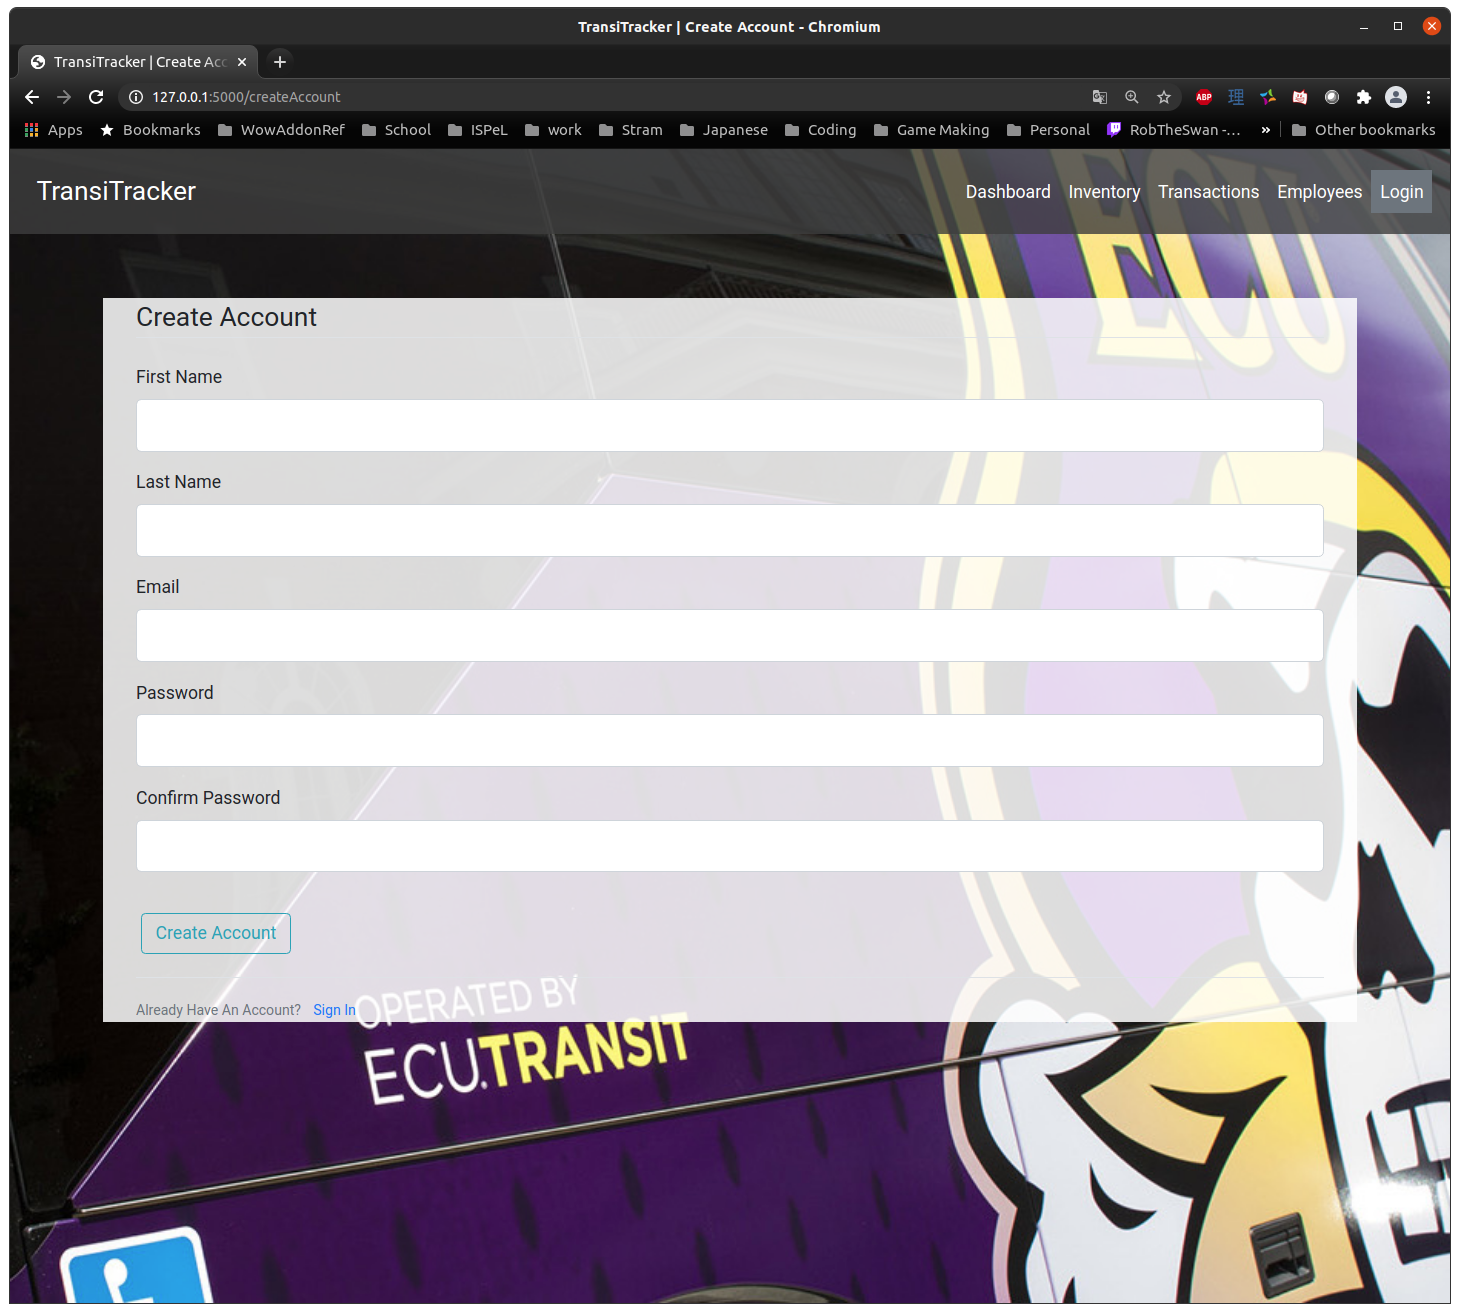 TransiTracker | Create Account - Chromium
TransiTracker | Create Acc
127.0.0.1:5000/createAccount
ABP
理
Apps Bookmarks WowAddonRef School ISPeL work Stram Japanese Coding Game Making Personal RobTheSwan -... » Other bookmarks
TransiTracker Dashboard Inventory Transactions Employees Login
ECU
Create Account
First Name
Last Name
Email
Password
Confirm Password
Create Account
Already Have An Account? Sign In
OPERATED BY
ECU.TRANSIT